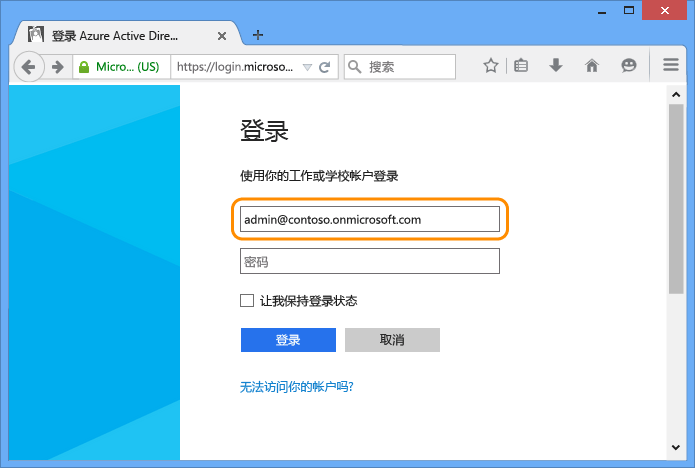 登录 Azure Active Dire...
Micro... (US)
https://login.microso...
搜索
登录
使用你的工作或学校帐户登录
admin@contoso.onmicrosoft.com
密码
让我保持登录状态
登录
取消
无法访问你的帐户吗?